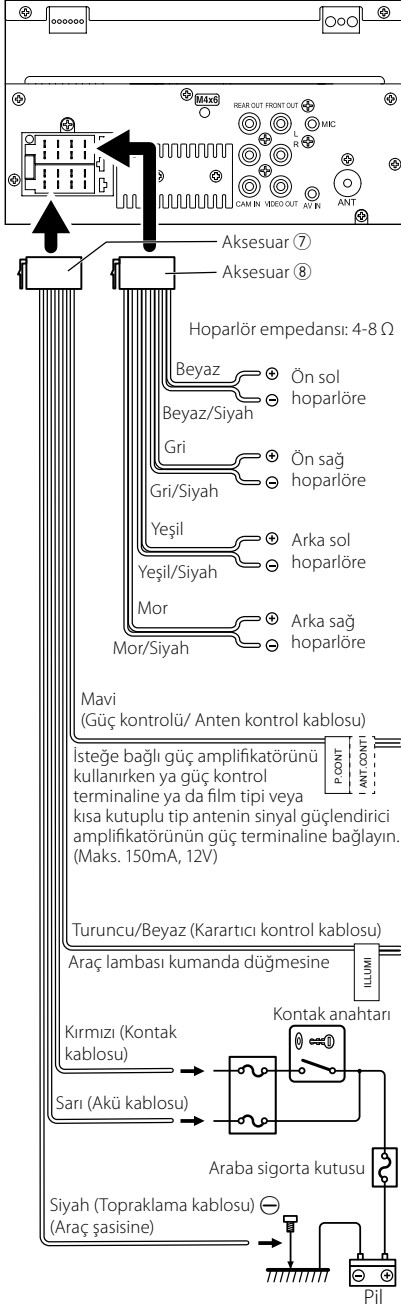 M4x6
REAR OUT FRONT OUT
L
R
MIC
CAM IN VIDEO OUT AV IN
ANT
Aksesuar ⑦
Aksesuar ⑧
Hoparlör empedansı: 4-8 Ω
Beyaz
Beyaz/Siyah
⊕ Ön sol
⊖ hoparlöre
Gri
Gri/Siyah
⊕ Ön sağ
⊖ hoparlöre
Yeşil
Yeşil/Siyah
⊕ Arka sol
⊖ hoparlöre
Mor
Mor/Siyah
⊕ Arka sağ
⊖ hoparlöre
Mavi
(Güç kontrolü/ Anten kontrol kablosu)
P.CONT
ANT.CONT
İsteğe bağlı güç amplifikatörünü
kullanırken ya güç kontrol
terminaline ya da film tipi veya
kısa kutuplu tip antenin sinyal güçlendirici
amplifikatörünün güç terminaline bağlayın.
(Maks. 150mA, 12V)
Turuncu/Beyaz (Karartıcı kontrol kablosu)
Araç lambası kumanda düğmesine
ILLUMI
Kontak anahtarı
Kırmızı (Kontak
kablosu)
Sarı (Akü kablosu)
Araba sigorta kutusu
Siyah (Topraklama kablosu) ⊖
(Araç şasisine)
⊖ ⊕
Pil